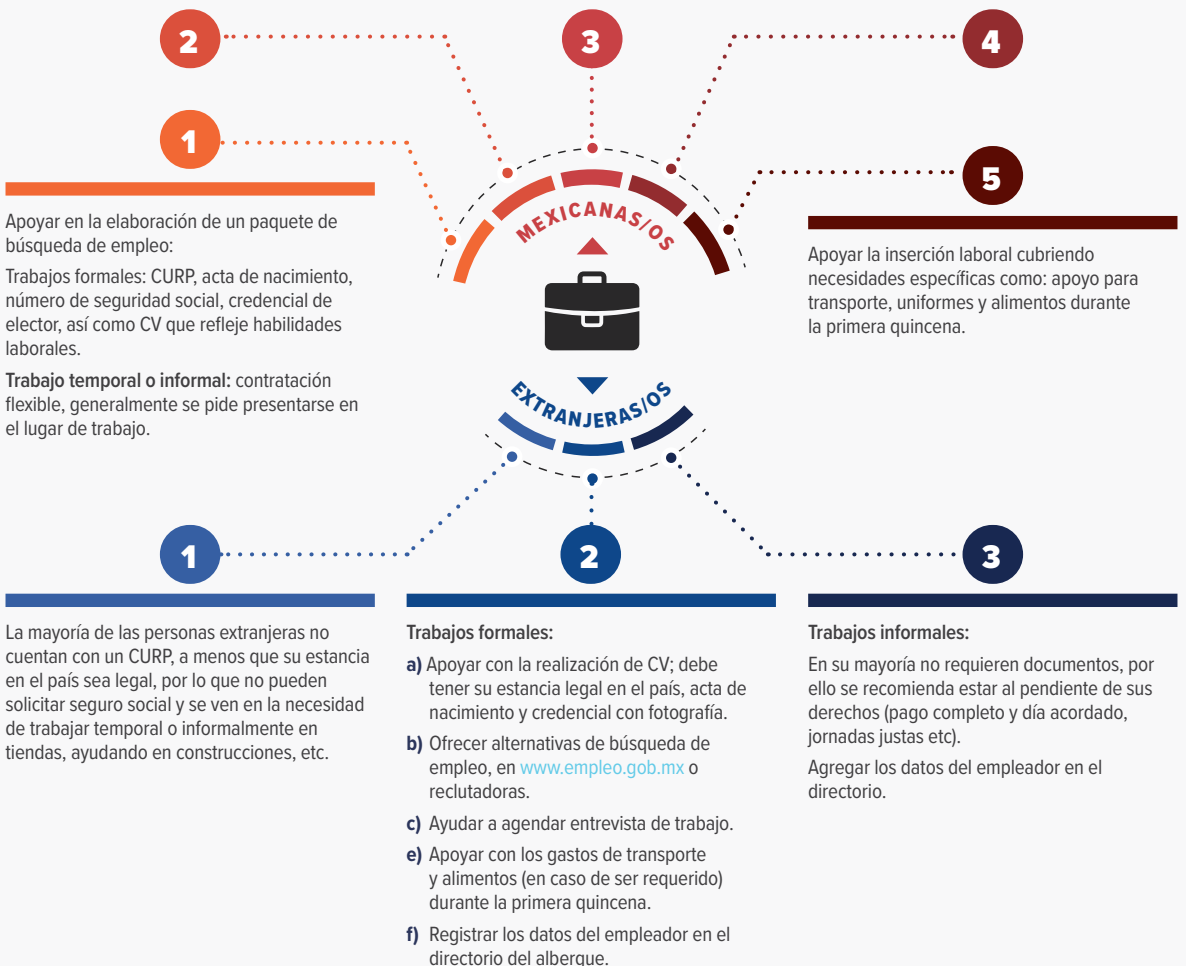 2
3
4
1
5
Apoyar en la elaboración de un paquete de
búsqueda de empleo:
Trabajos formales: CURP, acta de nacimiento,
número de seguridad social, credencial de
elector, así como CV que refleje habilidades
laborales.
Trabajo temporal o informal: contratación
flexible, generalmente se pide presentarse en
el lugar de trabajo.
MEXICANAS/OS
Apoyar la inserción laboral cubriendo
necesidades específicas como: apoyo para
transporte, uniformes y alimentos durante
la primera quincena.
EXTRANJERAS/OS
1
La mayoría de las personas extranjeras no
cuentan con un CURP, a menos que su estancia
en el país sea legal, por lo que no pueden
solicitar seguro social y se ven en la necesidad
de trabajar temporal o informalmente en
tiendas, ayudando en construcciones, etc.
2
Trabajos formales:
a) Apoyar con la realización de CV; debe
tener su estancia legal en el país, acta de
nacimiento y credencial con fotografía.
b) Ofrecer alternativas de búsqueda de
empleo, en www.empleo.gob.mx o
reclutadoras.
c) Ayudar a agendar entrevista de trabajo.
e) Apoyar con los gastos de transporte
y alimentos (en caso de ser requerido)
durante la primera quincena.
f) Registrar los datos del empleador en el
directorio del albergue.
3
Trabajos informales:
En su mayoría no requieren documentos, por
ello se recomienda estar al pendiente de sus
derechos (pago completo y día acordado,
jornadas justas etc).
Agregar los datos del empleador en el
directorio.